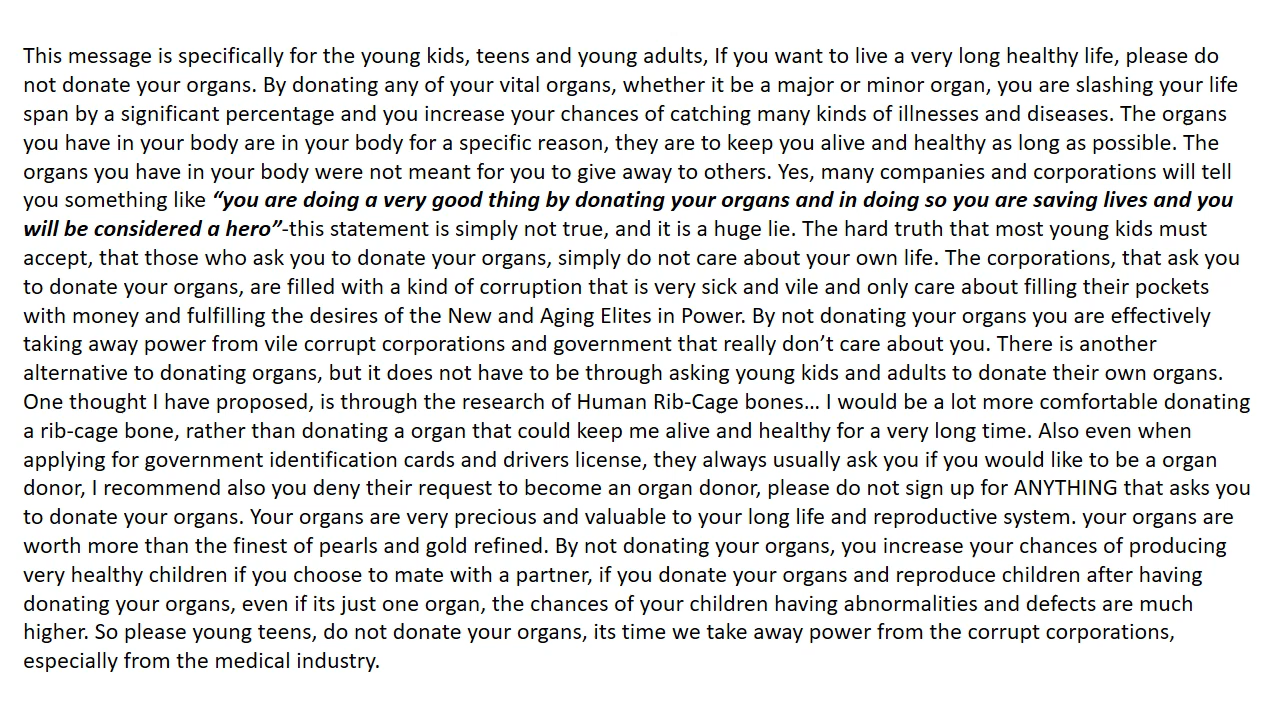 This message is specifically for the young kids, teens and young adults, If you want to live a very long healthy life, please do
not donate your organs. By donating any of your vital organs, whether it be a major or minor organ, you are slashing your life
span by a significant percentage and you increase your chances of catching many kinds of illnesses and diseases. The organs
you have in your body are in your body for a specific reason, they are to keep you alive and healthy as long as possible. The
organs you have in your body were not meant for you to give away to others. Yes, many companies and corporations will tell
you something like “you are doing a very good thing by donating your organs and in doing so you are saving lives and you
will be considered a hero”-this statement is simply not true, and it is a huge lie. The hard truth that most young kids must
accept, that those who ask you to donate your organs, simply do not care about your own life. The corporations, that ask you
to donate your organs, are filled with a kind of corruption that is very sick and vile and only care about filling their pockets
with money and fulfilling the desires of the New and Aging Elites in Power. By not donating your organs you are effectively
taking away power from vile corrupt corporations and government that really don’t care about you. There is another
alternative to donating organs, but it does not have to be through asking young kids and adults to donate their own organs.
One thought I have proposed, is through the research of Human Rib-Cage bones… I would be a lot more comfortable donating
a rib-cage bone, rather than donating a organ that could keep me alive and healthy for a very long time. Also even when
applying for government identification cards and drivers license, they always usually ask you if you would like to be a organ
donor, I recommend also you deny their request to become an organ donor, please do not sign up for ANYTHING that asks you
to donate your organs. Your organs are very precious and valuable to your long life and reproductive system. your organs are
worth more than the finest of pearls and gold refined. By not donating your organs, you increase your chances of producing
very healthy children if you choose to mate with a partner, if you donate your organs and reproduce children after having
donating your organs, even if its just one organ, the chances of your children having abnormalities and defects are much
higher. So please young teens, do not donate your organs, its time we take away power from the corrupt corporations,
especially from the medical industry.